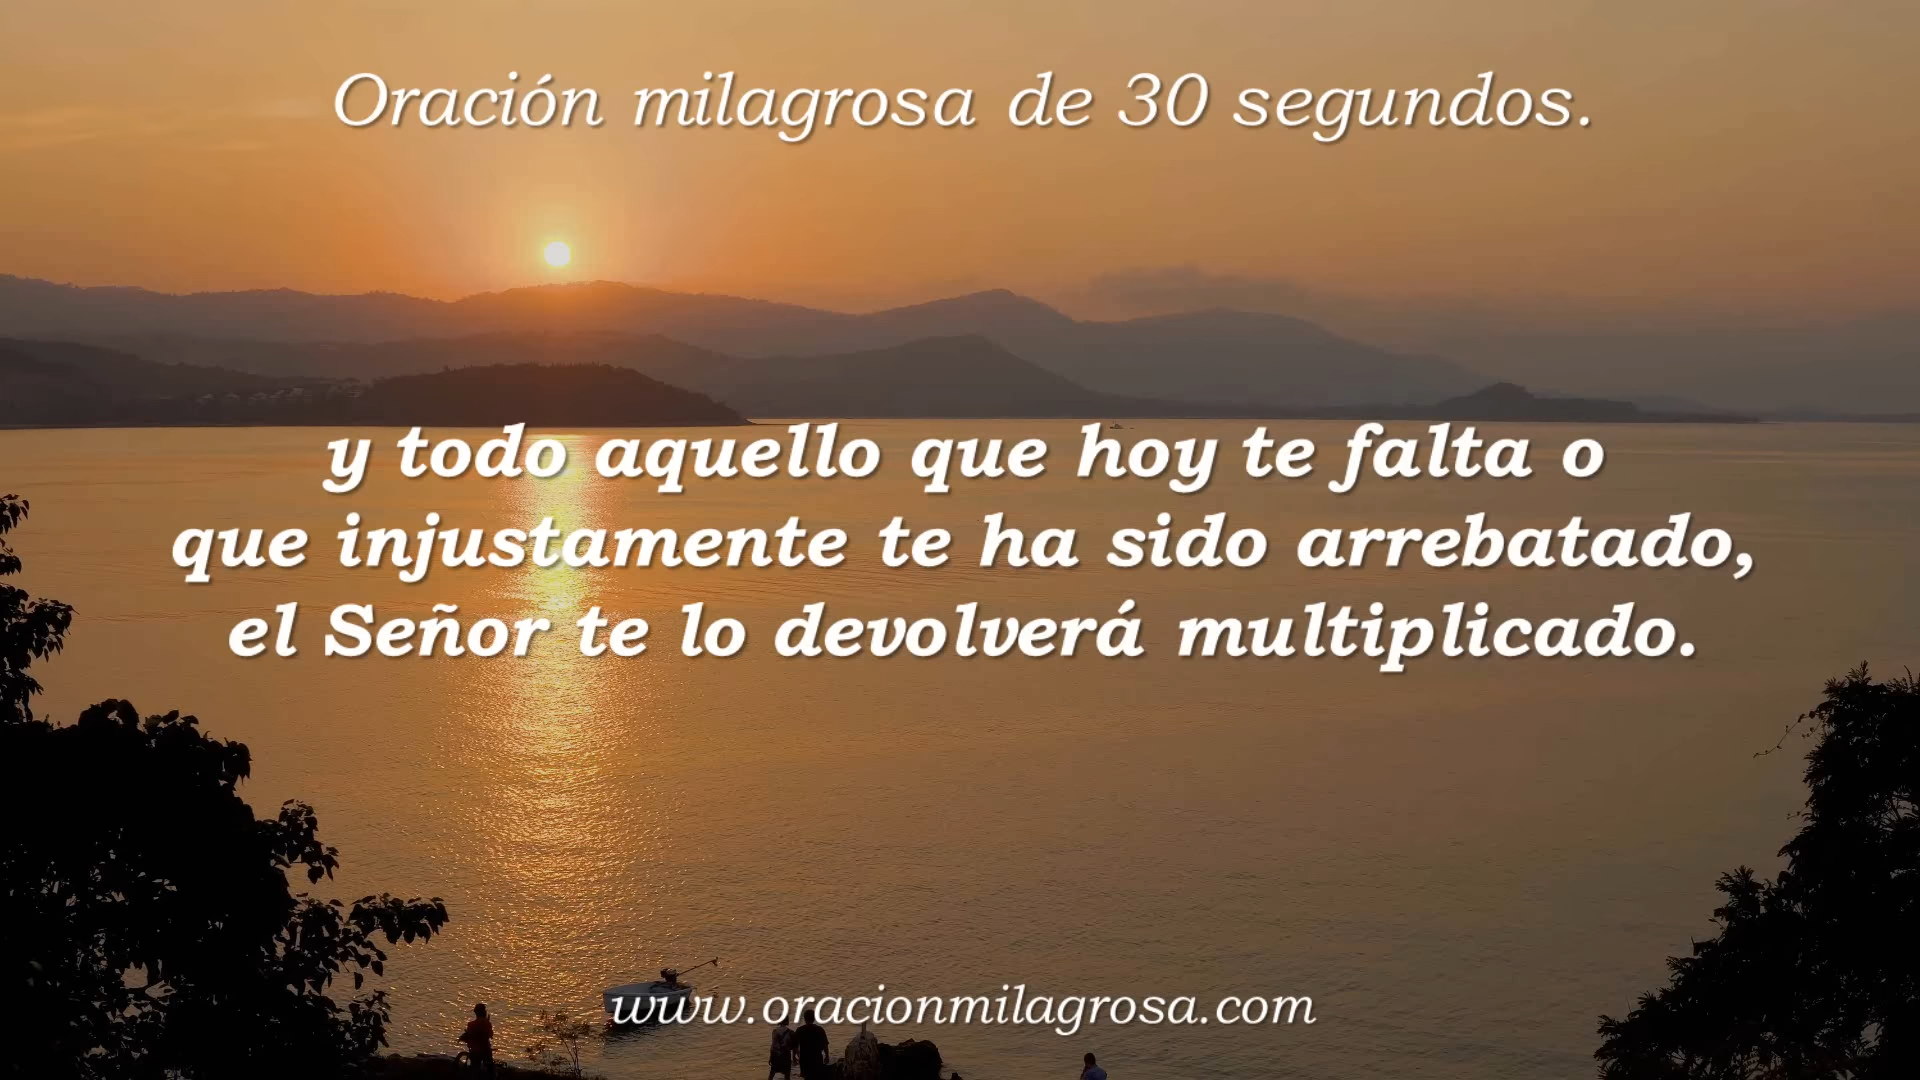 Oración milagrosa de 30 segundos.
y todo aquello que hoy te falta o
que injustamente te ha sido arrebatado,
el Señor te lo devolverá multiplicado.
www.oracionmilagrosa.com